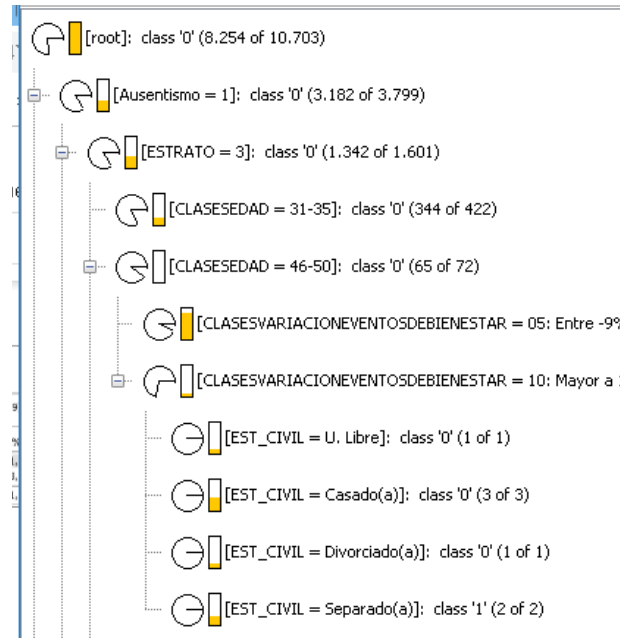 [root]: class '0' (8.254 of 10.703)
[Ausentismo = 1]: class '0' (3.182 of 3.799)
[ESTRATO = 3]: class '0' (1.342 of 1.601)
[CLASESEDAD = 31-35]: class '0' (344 of 422)
[CLASESEDAD = 46-50]: class '0' (65 of 72)
[CLASESVARIACIONEVENTOSDEBIENESTAR = 05: Entre -9%
[CLASESVARIACIONEVENTOSDEBIENESTAR = 10: Mayor a
[EST_CIVIL = U. Libre]: class '0' (1 of 1)
[EST_CIVIL = Casado(a)]: class '0' (3 of 3)
[EST_CIVIL = Divorciado(a)]: class '0' (1 of 1)
[EST_CIVIL = Separado(a)]: class '1' (2 of 2)